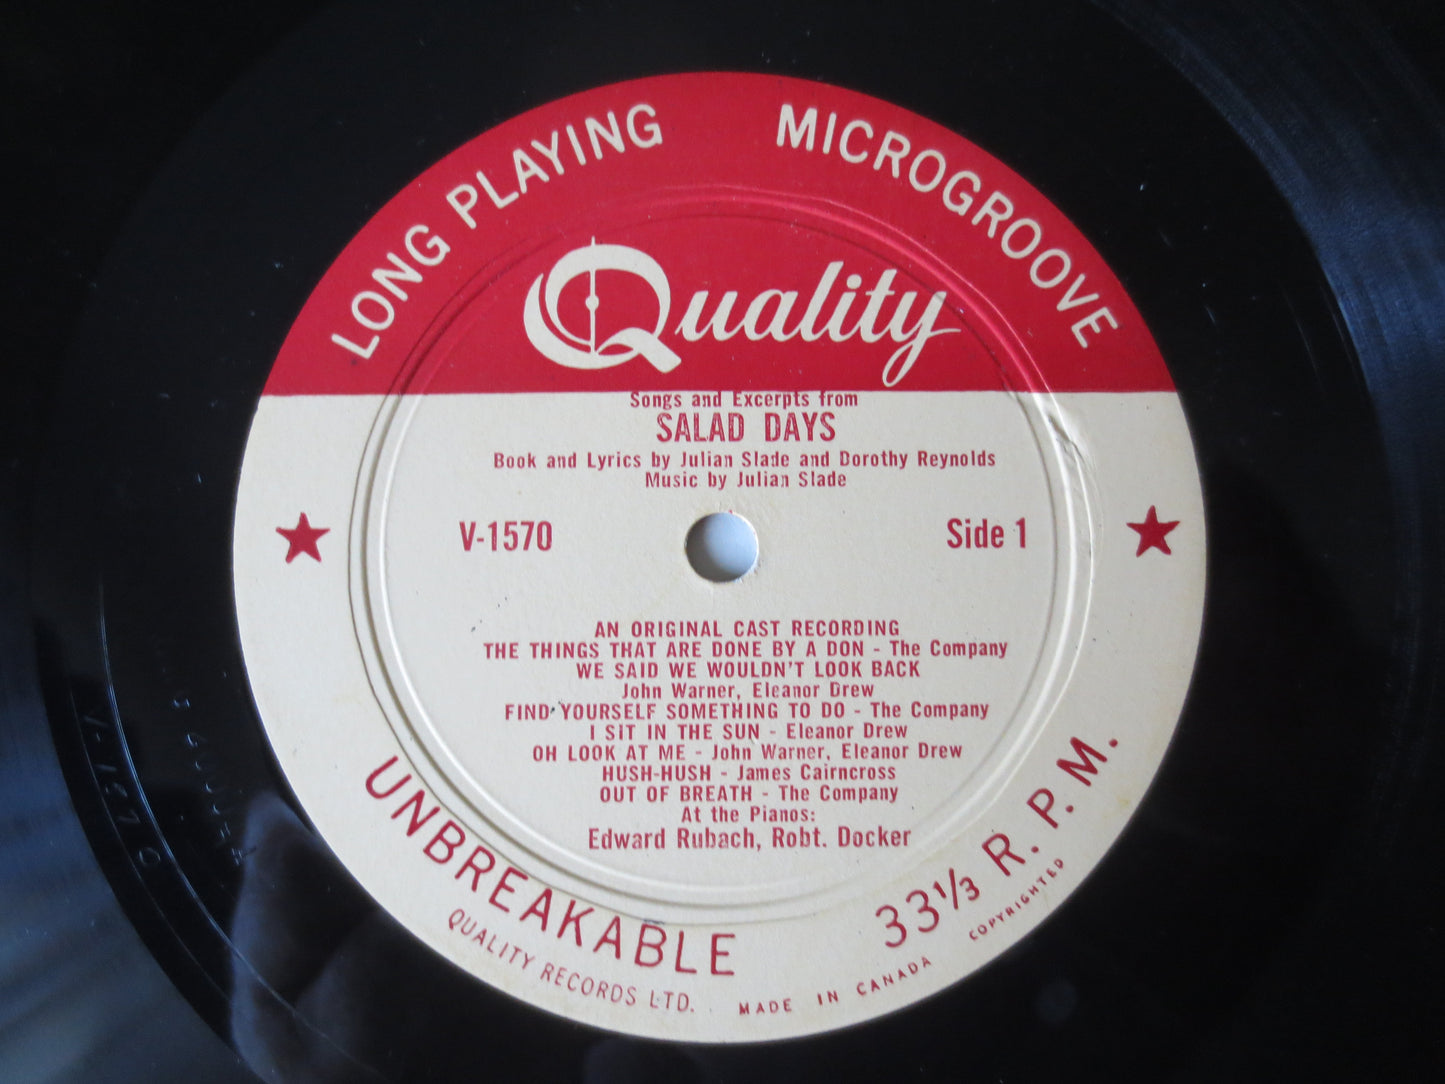 LONG PLAYING MICROGROOVE
Quality
Songs and Excerpts from
SALAD DAYS
Book and Lyrics by Julian Slade and Dorothy Reynolds
Music by Julian Slade
V-1570 Side 1
AN ORIGINAL CAST RECORDING
THE THINGS THAT ARE DONE BY A DON - The Company
WE SAID WE WOULDN'T LOOK BACK
John Warner, Eleanor Drew
FIND YOURSELF SOMETHING TO DO - The Company
I SIT IN THE SUN - Eleanor Drew
OH LOOK AT ME - John Warner, Eleanor Drew
HUSH-HUSH - James Cairncross
OUT OF BREATH - The Company
At the Pianos:
Edward Rubach, Robt. Docker
UNBREAKABLE 33 1/3 R. P. M.
QUALITY RECORDS LTD. MADE IN CANADA COPYRIGHTED